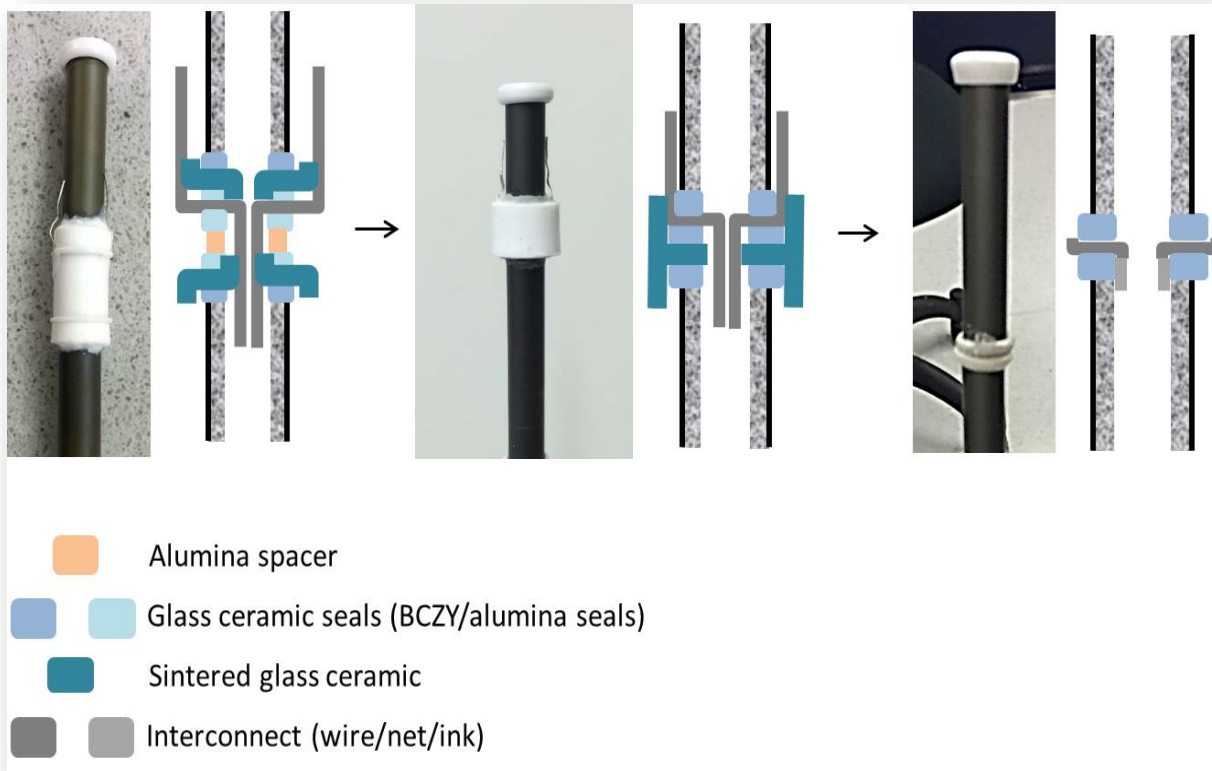 Alumina spacer
Glass ceramic seals (BCZY/alumina seals)
Sintered glass ceramic
Interconnect (wire/net/ink)